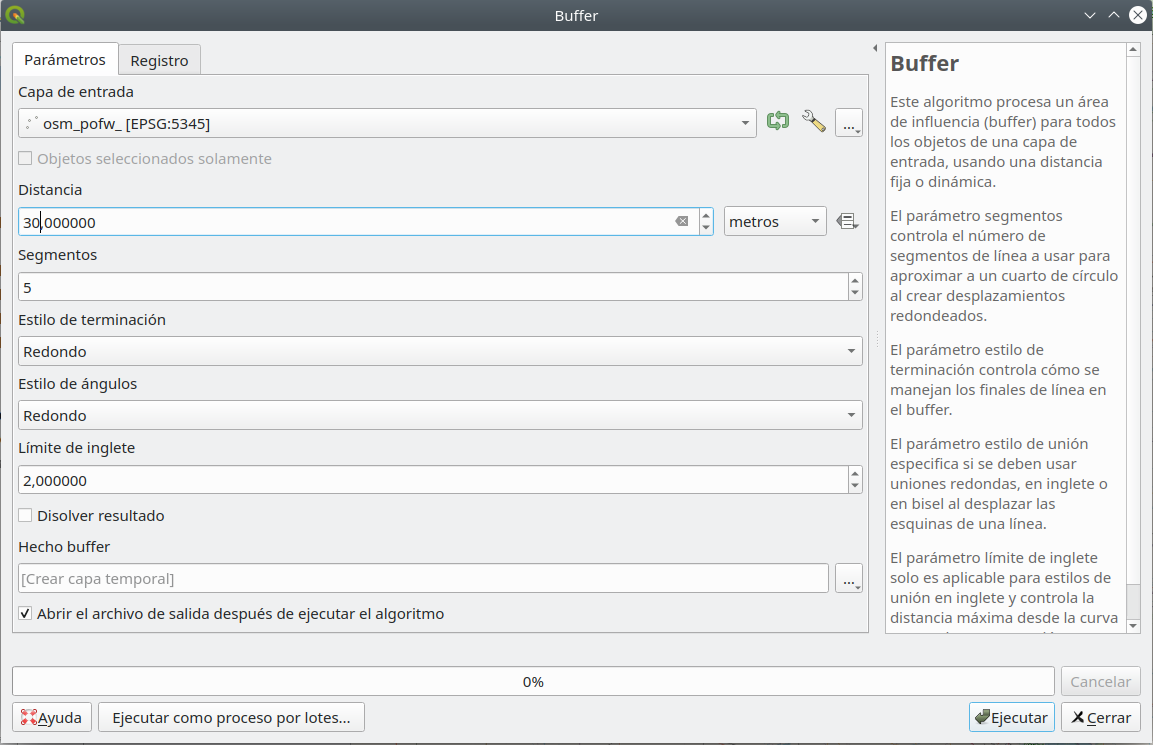 Buffer
Parámetros
Registro
Capa de entrada
osm_pofw_ [EPSG:5345]
...
Objetos seleccionados solamente
Distancia
30,000000
metros
Segmentos
5
Estilo de terminación
Redondo
Estilo de ángulos
Redondo
Límite de inglete
2,000000
Disolver resultado
Hecho buffer
[Crear capa temporal]
...
Abrir el archivo de salida después de ejecutar el algoritmo
Buffer
Este algoritmo procesa un área
de influencia (buffer) para todos
los objetos de una capa de
entrada, usando una distancia
fija o dinámica.
El parámetro segmentos
controla el número de
segmentos de línea a usar para
aproximar a un cuarto de círculo
al crear desplazamientos
redondeados.
El parámetro estilo de
terminación controla cómo se
manejan los finales de línea en
el buffer.
El parámetro estilo de unión
especifica si se deben usar
uniones redondas, en inglete o
en bisel al desplazar las
esquinas de una línea.
El parámetro límite de inglete
solo es aplicable para estilos de
unión en inglete y controla la
distancia máxima desde la curva
0%
Cancelar
Ayuda
Ejecutar como proceso por lotes...
Ejecutar
Cerrar